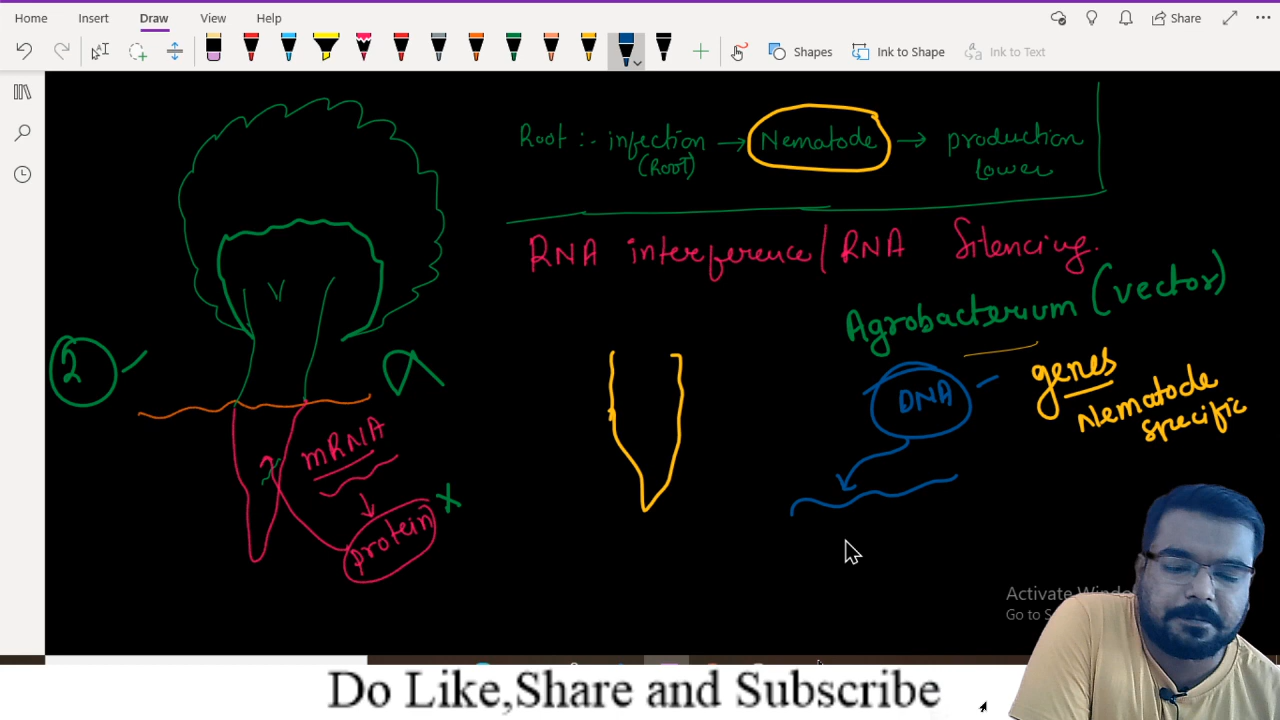 Home Insert Draw View Help
Share
Shapes Ink to Shape Ink to Text
Root :- infection → Nematode → production
(Root) Lower
RNA interference/RNA Silencing.
Agrobacterium (vector)
2
DNA
genes
Nematode
specific
mRNA
protein
Activate Windo
Go to S
Do Like,Share and Subscribe